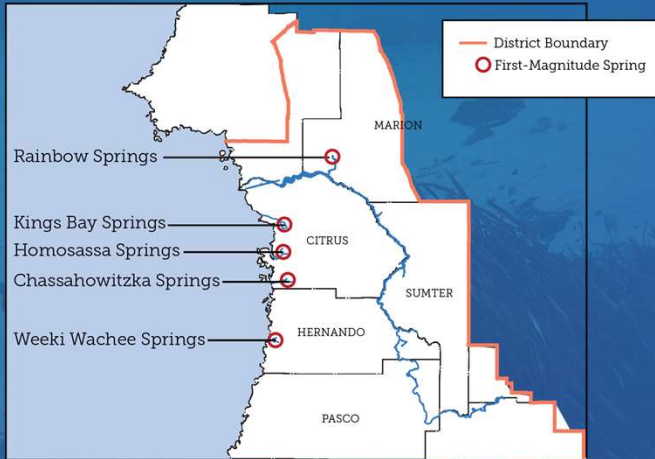 District Boundary
First-Magnitude Spring
MARION
Rainbow Springs
Kings Bay Springs
CITRUS
Homosassa Springs
Chassahowitzka Springs
SUMTER
HERNANDO
Weeki Wachee Springs
PASCO